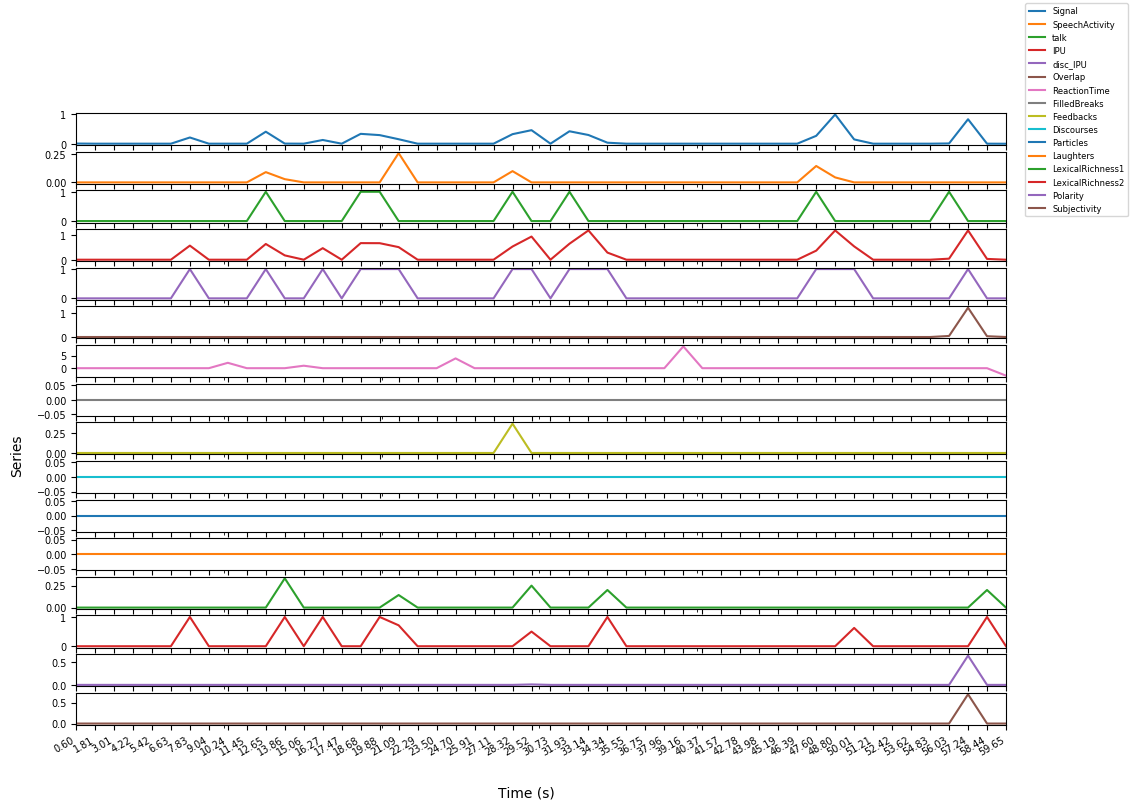 Signal
SpeechActivity
talk
IPU
disc_IPU
Overlap
ReactionTime
FilledBreaks
Feedbacks
Discourses
Particles
Laughters
LexicalRichness1
LexicalRichness2
Polarity
Subjectivity
1
0
0.25
0.00
1
0
1
0
1
0
1
0
5
0
0.05
0.00
−0.05
0.25
0.00
0.05
0.00
−0.05
0.05
0.00
−0.05
0.05
0.00
−0.05
0.25
0.00
1
0
0.5
0.0
0.5
0.0
Series
0.60 1.81 3.01 4.22 5.42 6.63 7.83 9.04 10.24 11.45 12.65 13.86 15.06 16.27 17.47 18.68 19.88 21.09 22.29 23.50 24.70 25.91 27.11 28.32 29.52 30.73 31.93 33.14 34.34 35.55 36.75 37.96 39.16 40.37 41.57 42.78 43.98 45.19 46.39 47.60 48.80 50.01 51.21 52.42 53.62 54.83 56.03 57.24 58.44 59.65
Time (s)